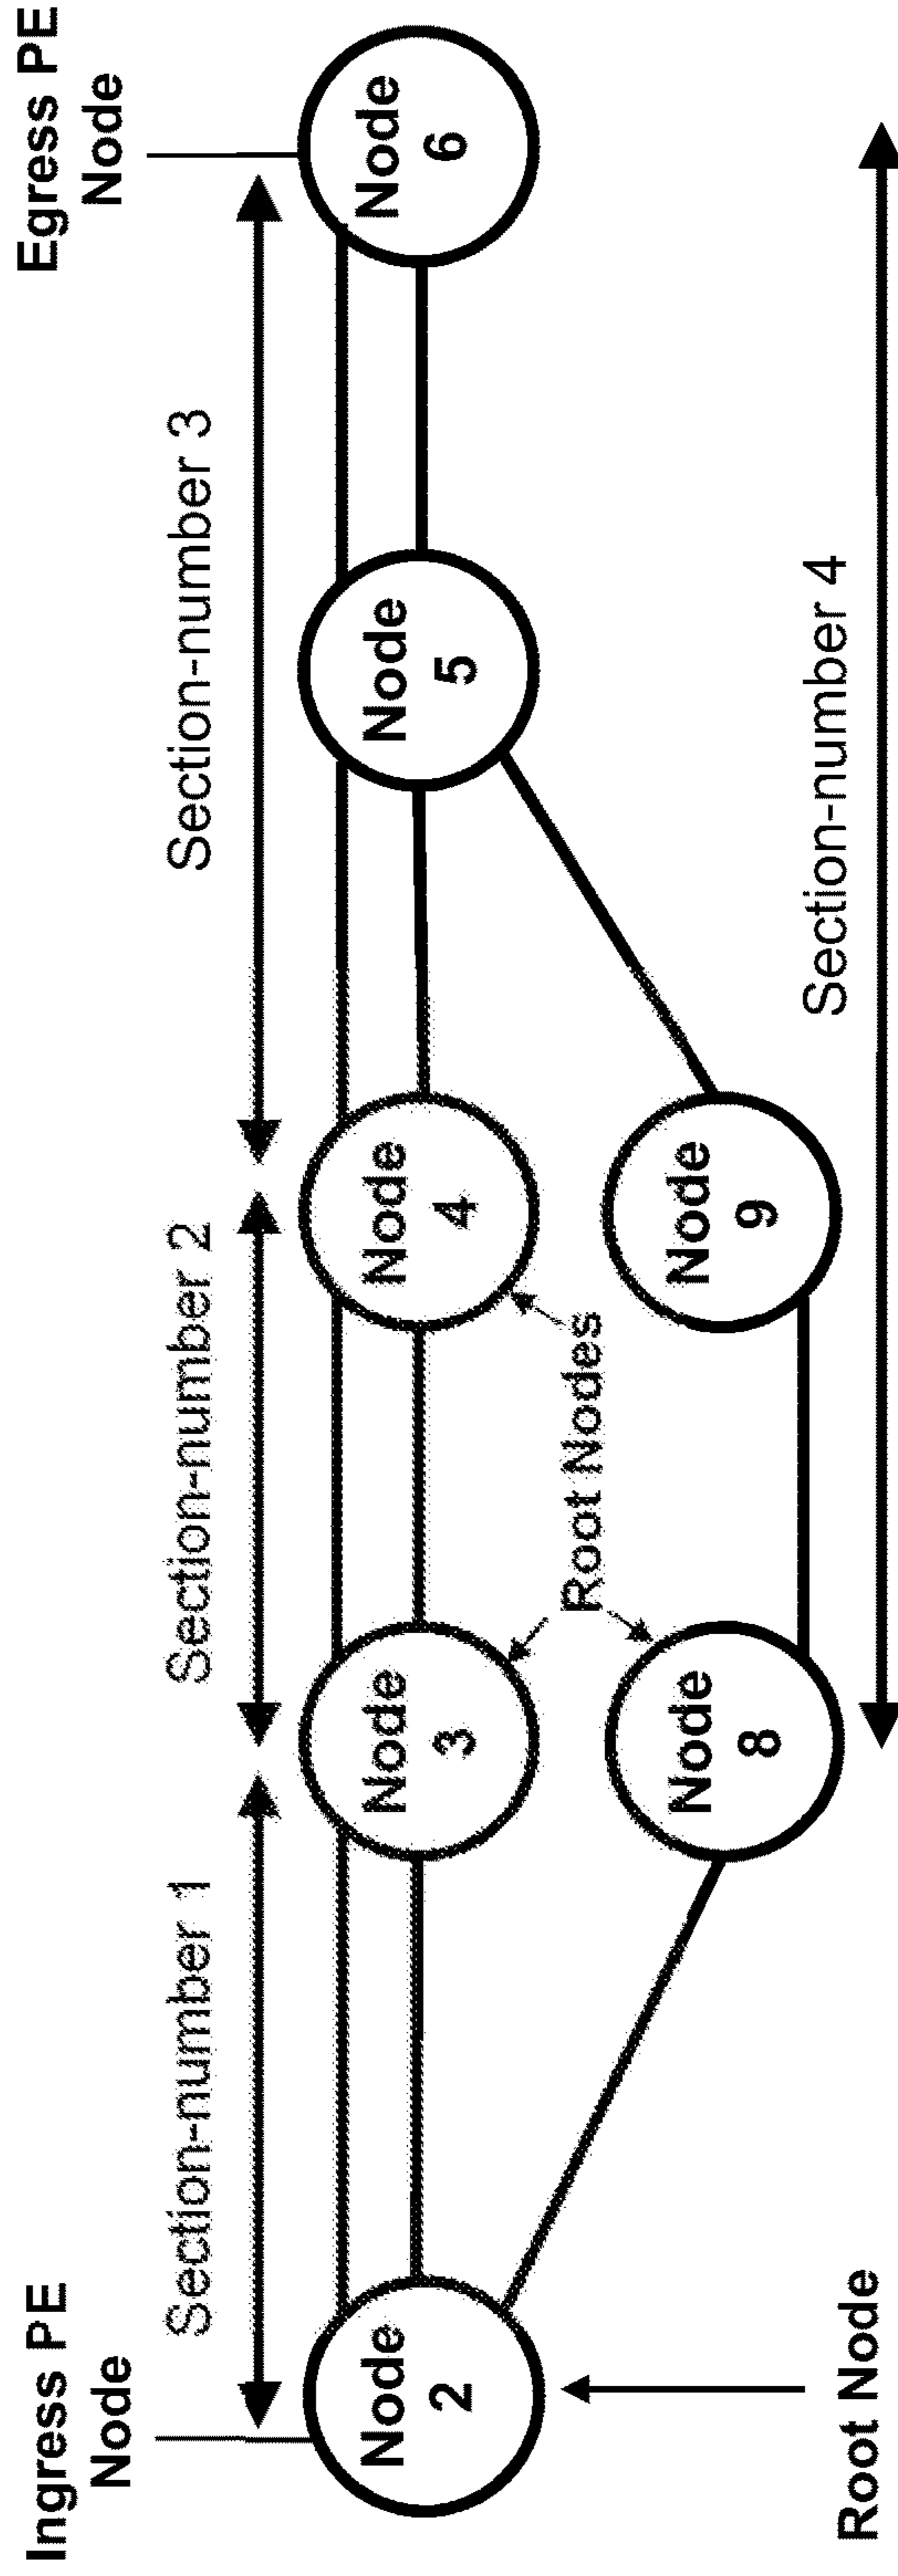 Ingress PE
Node
Egress PE
Node
Section-number 1
Section-number 2
Section-number 3
Node
2
Node
3
Node
4
Node
5
Node
6
Root Nodes
Node
8
Node
9
Section-number 4
Root Node